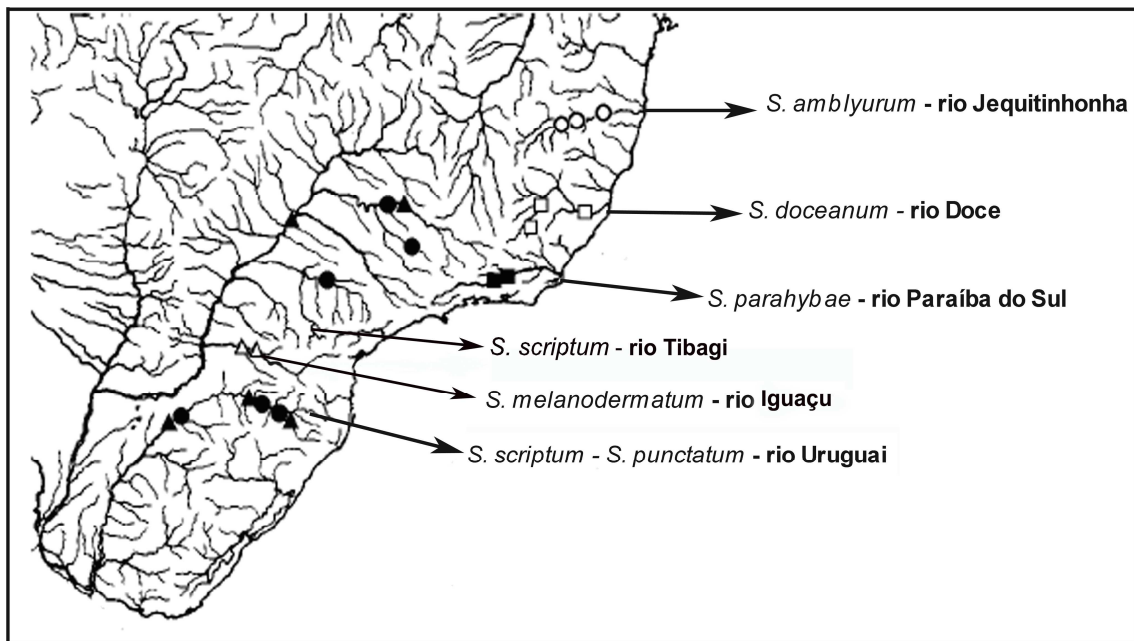 S. amblyurum - rio Jequitinhonha
S. doceanum - rio Doce
S. parahybae - rio Paraíba do Sul
S. scriptum - rio Tibagi
S. melanodermatum - rio Iguaçu
S. scriptum - S. punctatum - rio Uruguai